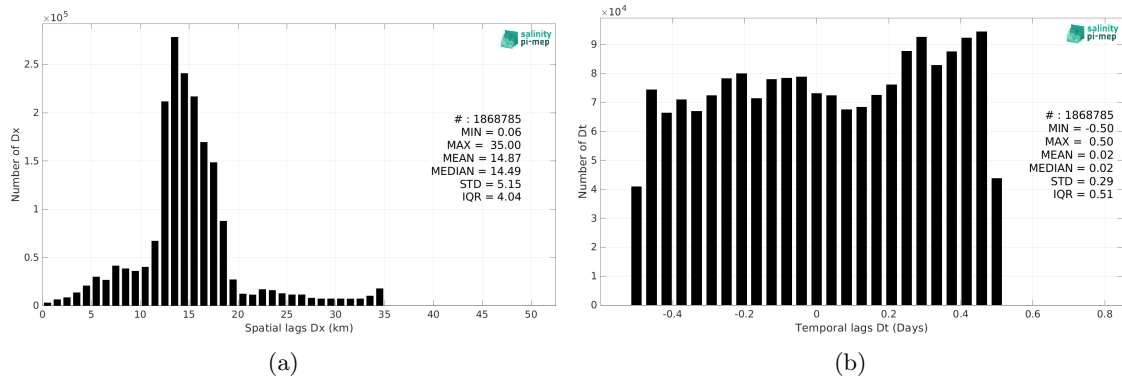 ×10^5
salinity
pi-mep
2.5
2
1.5
1
0.5
0
Number of Dx
# : 1868785
MIN = 0.06
MAX = 35.00
MEAN = 14.87
MEDIAN = 14.49
STD = 5.15
IQR = 4.04
0 5 10 15 20 25 30 35 40 45 50
Spatial lags Dx (km)
(a)
×10^4
salinity
pi-mep
9
8
7
6
5
4
3
2
1
0
Number of Dt
# : 1868785
MIN = -0.50
MAX = 0.50
MEAN = 0.02
MEDIAN = 0.02
STD = 0.29
IQR = 0.51
-0.4 -0.2 0 0.2 0.4 0.6 0.8
Temporal lags Dt (Days)
(b)